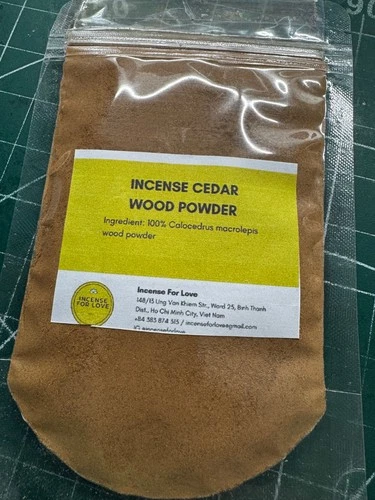 INCENSE CEDAR
WOOD POWDER
Ingredient: 100% Calocedrus macrolepis
wood powder
INCENSE
FOR LOVE
Incense For Love
148/15 Ung Van Khiem Str., Ward 25, Binh Thanh
Dist., Ho Chi Minh City, Viet Nam
+84 383 874 515 / incenseforlove@gmail.com